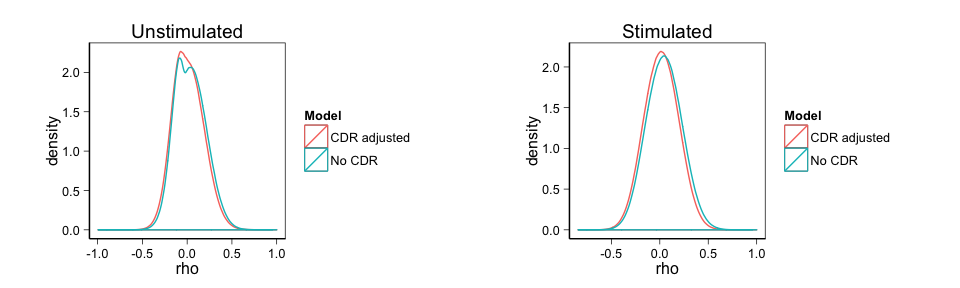 Unstimulated
density
2.0
1.5
1.0
0.5
0.0
-1.0 -0.5 0.0 0.5 1.0
rho
Model
CDR adjusted
No CDR
Stimulated
density
2.0
1.5
1.0
0.5
0.0
-0.5 0.0 0.5 1.0
rho
Model
CDR adjusted
No CDR